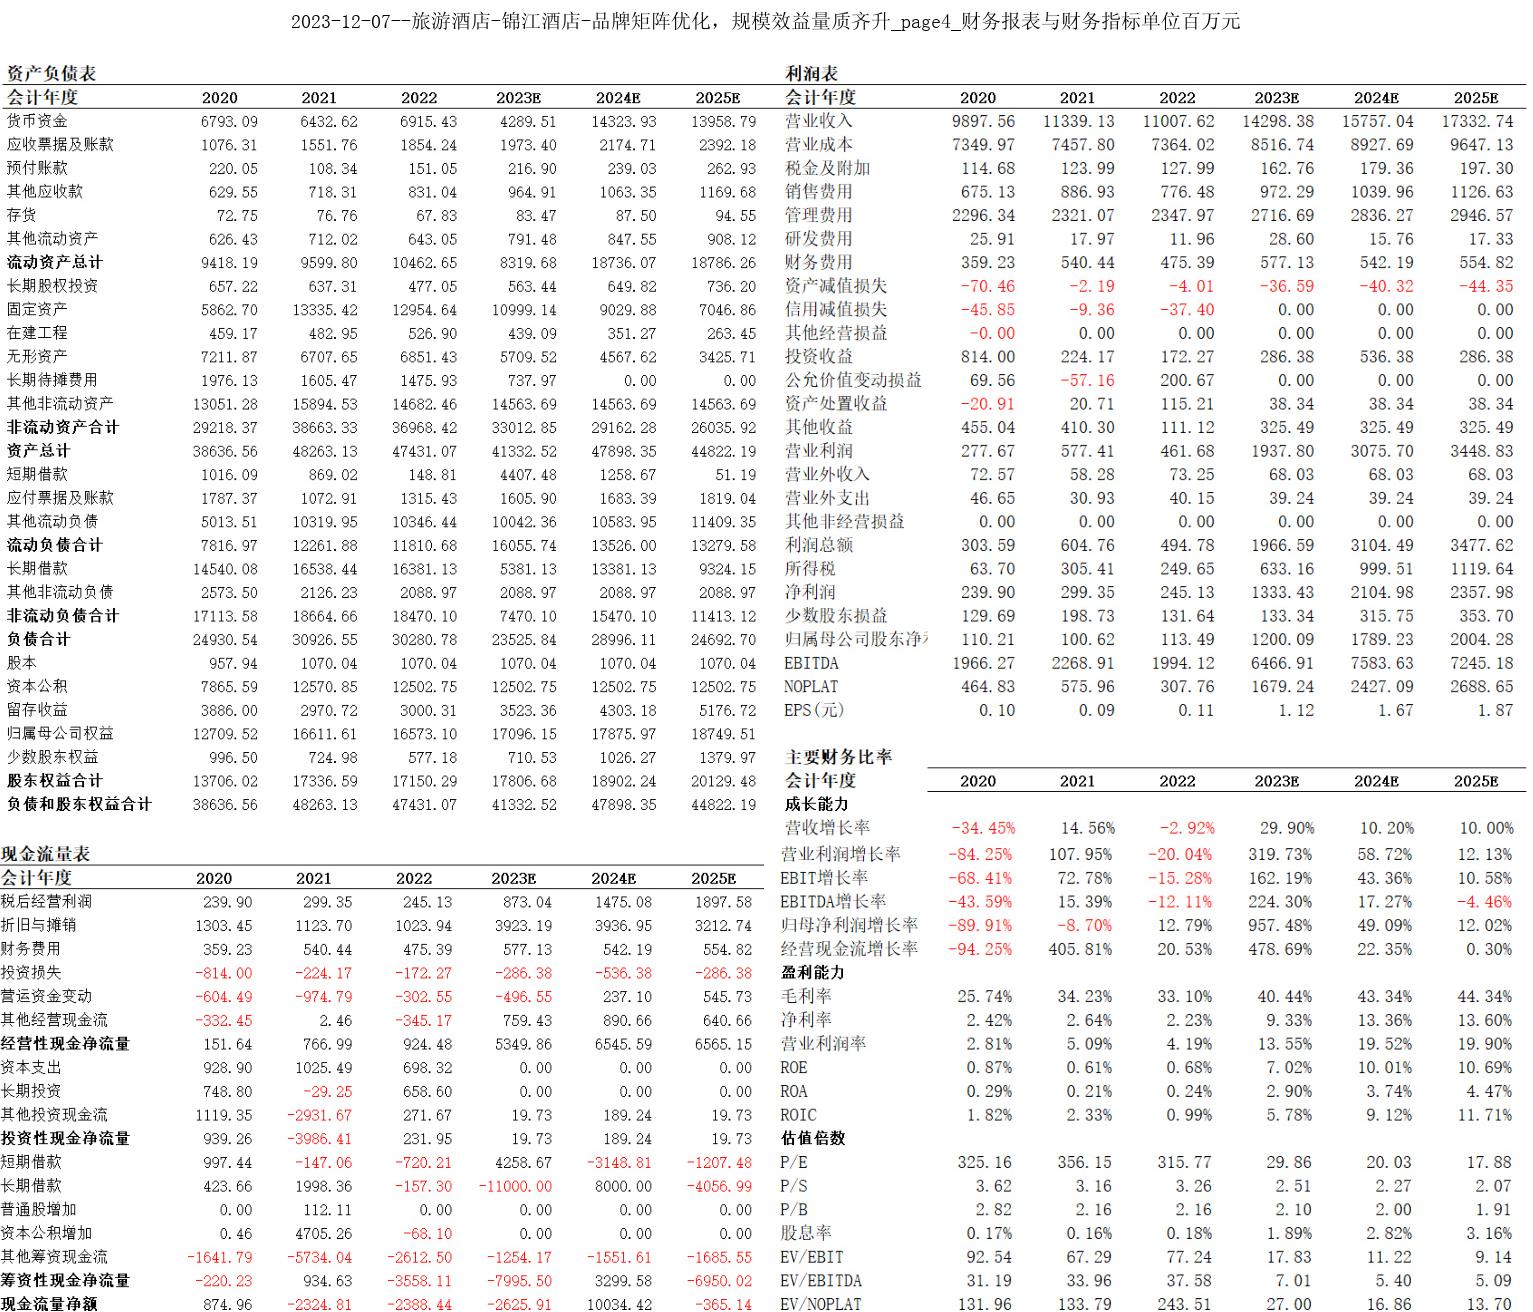 2023-12-07--旅游酒店-锦江酒店-品牌矩阵优化，规模效益量质齐升_page4_财务报表与财务指标单位百万元
资产负债表
会计年度 2020 2021 2022 2023E 2024E 2025E
货币资金 6793.09 6432.62 6915.43 4289.51 14323.93 13958.79
应收票据及账款 1076.31 1551.76 1854.24 1973.40 2174.71 2392.18
预付账款 220.05 108.34 151.05 216.90 239.03 262.93
其他应收款 629.55 718.31 831.04 964.91 1063.35 1169.68
存货 72.75 76.76 67.83 83.47 87.50 94.55
其他流动资产 626.43 712.02 643.05 791.48 847.55 908.12
流动资产总计 9418.19 9599.80 10462.65 8319.68 18736.07 18786.26
长期股权投资 657.22 637.31 477.05 563.44 649.82 736.20
固定资产 5862.70 13335.42 12954.64 10999.14 9029.88 7046.86
在建工程 459.17 482.95 526.90 439.09 351.27 263.45
无形资产 7211.87 6707.65 6851.43 5709.52 4567.62 3425.71
长期待摊费用 1976.13 1605.47 1475.93 737.97 0.00 0.00
其他非流动资产 13051.28 15894.53 14682.46 14563.69 14563.69 14563.69
非流动资产合计 29218.37 38663.33 36968.42 33012.85 29162.28 26035.92
资产总计 38636.56 48263.13 47431.07 41332.52 47898.35 44822.19
短期借款 1016.09 869.02 148.81 4407.48 1258.67 51.19
应付票据及账款 1787.37 1072.91 1315.43 1605.90 1683.39 1819.04
其他流动负债 5013.51 10319.95 10346.44 10042.36 10583.95 11409.35
流动负债合计 7816.97 12261.88 11810.68 16055.74 13526.00 13279.58
长期借款 14540.08 16538.44 16381.13 5381.13 13381.13 9324.15
其他非流动负债 2573.50 2126.23 2088.97 2088.97 2088.97 2088.97
非流动负债合计 17113.58 18664.66 18470.10 7470.10 15470.10 11413.12
负债合计 24930.54 30926.55 30280.78 23525.84 28996.11 24692.70
股本 957.94 1070.04 1070.04 1070.04 1070.04 1070.04
资本公积 7865.59 12570.85 12502.75 12502.75 12502.75 12502.75
留存收益 3886.00 2970.72 3000.31 3523.36 4303.18 5176.72
归属母公司权益 12709.52 16611.61 16573.10 17096.15 17875.97 18749.51
少数股东权益 996.50 724.98 577.18 710.53 1026.27 1379.97
股东权益合计 13706.02 17336.59 17150.29 17806.68 18902.24 20129.48
负债和股东权益合计 38636.56 48263.13 47431.07 41332.52 47898.35 44822.19
现金流量表
会计年度 2020 2021 2022 2023E 2024E 2025E
税后经营利润 239.90 299.35 245.13 873.04 1475.08 1897.58
折旧与摊销 1303.45 1123.70 1023.94 3923.19 3936.95 3212.74
财务费用 359.23 540.44 475.39 577.13 542.19 554.82
投资损失 -814.00 -224.17 -172.27 -286.38 -536.38 -286.38
营运资金变动 -604.49 -974.79 -302.55 -496.55 237.10 545.73
其他经营现金流 -332.45 2.46 -345.17 759.43 890.66 640.66
经营性现金净流量 151.64 766.99 924.48 5349.86 6545.59 6565.15
资本支出 928.90 1025.49 698.32 0.00 0.00 0.00
长期投资 748.80 -29.25 658.60 0.00 0.00 0.00
其他投资现金流 1119.35 -2931.67 271.67 19.73 189.24 19.73
投资性现金净流量 939.26 -3986.41 231.95 19.73 189.24 19.73
短期借款 997.44 -147.06 -720.21 4258.67 -3148.81 -1207.48
长期借款 423.66 1998.36 -157.30 -11000.00 8000.00 -4056.99
普通股增加 0.00 112.11 0.00 0.00 0.00 0.00
资本公积增加 0.46 4705.26 -68.10 0.00 0.00 0.00
其他筹资现金流 -1641.79 -5734.04 -2612.50 -1254.17 -1551.61 -1685.55
筹资性现金净流量 -220.23 934.63 -3558.11 -7995.50 3299.58 -6950.02
现金流量净额 874.96 -2324.81 -2388.44 -2625.91 10034.42 -365.14
利润表
会计年度 2020 2021 2022 2023E 2024E 2025E
营业收入 9897.56 11339.13 11007.62 14298.38 15757.04 17332.74
营业成本 7349.97 7457.80 7364.02 8516.74 8927.69 9647.13
税金及附加 114.68 123.99 127.99 162.76 179.36 197.30
销售费用 675.13 886.93 776.48 972.29 1039.96 1126.63
管理费用 2296.34 2321.07 2347.97 2716.69 2836.27 2946.57
研发费用 25.91 17.97 11.96 28.60 15.76 17.33
财务费用 359.23 540.44 475.39 577.13 542.19 554.82
资产减值损失 -70.46 -2.19 -4.01 -36.59 -40.32 -44.35
信用减值损失 -45.85 -9.36 -37.40 0.00 0.00 0.00
其他经营损益 -0.00 0.00 0.00 0.00 0.00 0.00
投资收益 814.00 224.17 172.27 286.38 536.38 286.38
公允价值变动损益 69.56 -57.16 200.67 0.00 0.00 0.00
资产处置收益 -20.91 20.71 115.21 38.34 38.34 38.34
其他收益 455.04 410.30 111.12 325.49 325.49 325.49
营业利润 277.67 577.41 461.68 1937.80 3075.70 3448.83
营业外收入 72.57 58.28 73.25 68.03 68.03 68.03
营业外支出 46.65 30.93 40.15 39.24 39.24 39.24
其他非经营损益 0.00 0.00 0.00 0.00 0.00 0.00
利润总额 303.59 604.76 494.78 1966.59 3104.49 3477.62
所得税 63.70 305.41 249.65 633.16 999.51 1119.64
净利润 239.90 299.35 245.13 1333.43 2104.98 2357.98
少数股东损益 129.69 198.73 131.64 133.34 315.75 353.70
归属母公司股东净 110.21 100.62 113.49 1200.09 1789.23 2004.28
EBITDA 1966.27 2268.91 1994.12 6466.91 7583.63 7245.18
NOPLAT 464.83 575.96 307.76 1679.24 2427.09 2688.65
EPS(元) 0.10 0.09 0.11 1.12 1.67 1.87
主要财务比率
会计年度 2020 2021 2022 2023E 2024E 2025E
成长能力
营收增长率 -34.45% 14.56% -2.92% 29.90% 10.20% 10.00%
营业利润增长率 -84.25% 107.95% -20.04% 319.73% 58.72% 12.13%
EBIT增长率 -68.41% 72.78% -15.28% 162.19% 43.36% 10.58%
EBITDA增长率 -43.59% 15.39% -12.11% 224.30% 17.27% -4.46%
归母净利润增长率 -89.91% -8.70% 12.79% 957.48% 49.09% 12.02%
经营现金流增长率 -94.25% 405.81% 20.53% 478.69% 22.35% 0.30%
盈利能力
毛利率 25.74% 34.23% 33.10% 40.44% 43.34% 44.34%
净利率 2.42% 2.64% 2.23% 9.33% 13.36% 13.60%
营业利润率 2.81% 5.09% 4.19% 13.55% 19.52% 19.90%
ROE 0.87% 0.61% 0.68% 7.02% 10.01% 10.69%
ROA 0.29% 0.21% 0.24% 2.90% 3.74% 4.47%
ROIC 1.82% 2.33% 0.99% 5.78% 9.12% 11.71%
估值倍数
P/E 325.16 356.15 315.77 29.86 20.03 17.88
P/S 3.62 3.16 3.26 2.51 2.27 2.07
P/B 2.82 2.16 2.16 2.10 2.00 1.91
股息率 0.17% 0.16% 0.18% 1.89% 2.82% 3.16%
EV/EBIT 92.54 67.29 77.24 17.83 11.22 9.14
EV/EBITDA 31.19 33.96 37.58 7.01 5.40 5.09
EV/NOPLAT 131.96 133.79 243.51 27.00 16.86 13.70